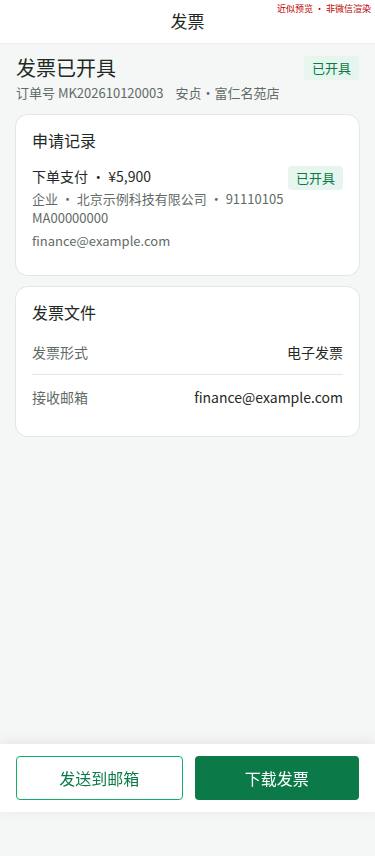 近似预览 · 非微信渲染
发票
发票已开具
已开具
订单号 MK202610120003 安贞·富仁名苑店
申请记录
下单支付 · ¥5,900
已开具
企业 · 北京示例科技有限公司 · 91110105
MA00000000
finance@example.com
发票文件
发票形式 电子发票
接收邮箱 finance@example.com
发送到邮箱 下载发票